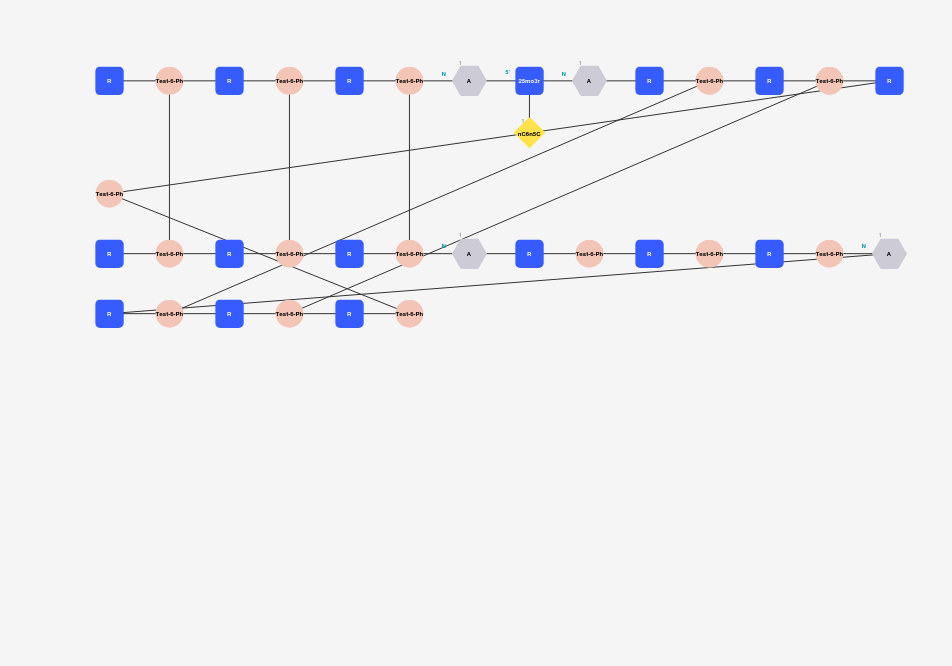 1 1
N 5' N
R Test-6-Ph R Test-6-Ph R Test-6-Ph A 25mo3r A R Test-6-Ph R Test-6-Ph R
1
nC6n5C
Test-6-Ph
1 1
N N
R Test-6-Ph R Test-6-Ph R Test-6-Ph A R Test-6-Ph R Test-6-Ph R Test-6-Ph A
R Test-6-Ph R Test-6-Ph R Test-6-Ph